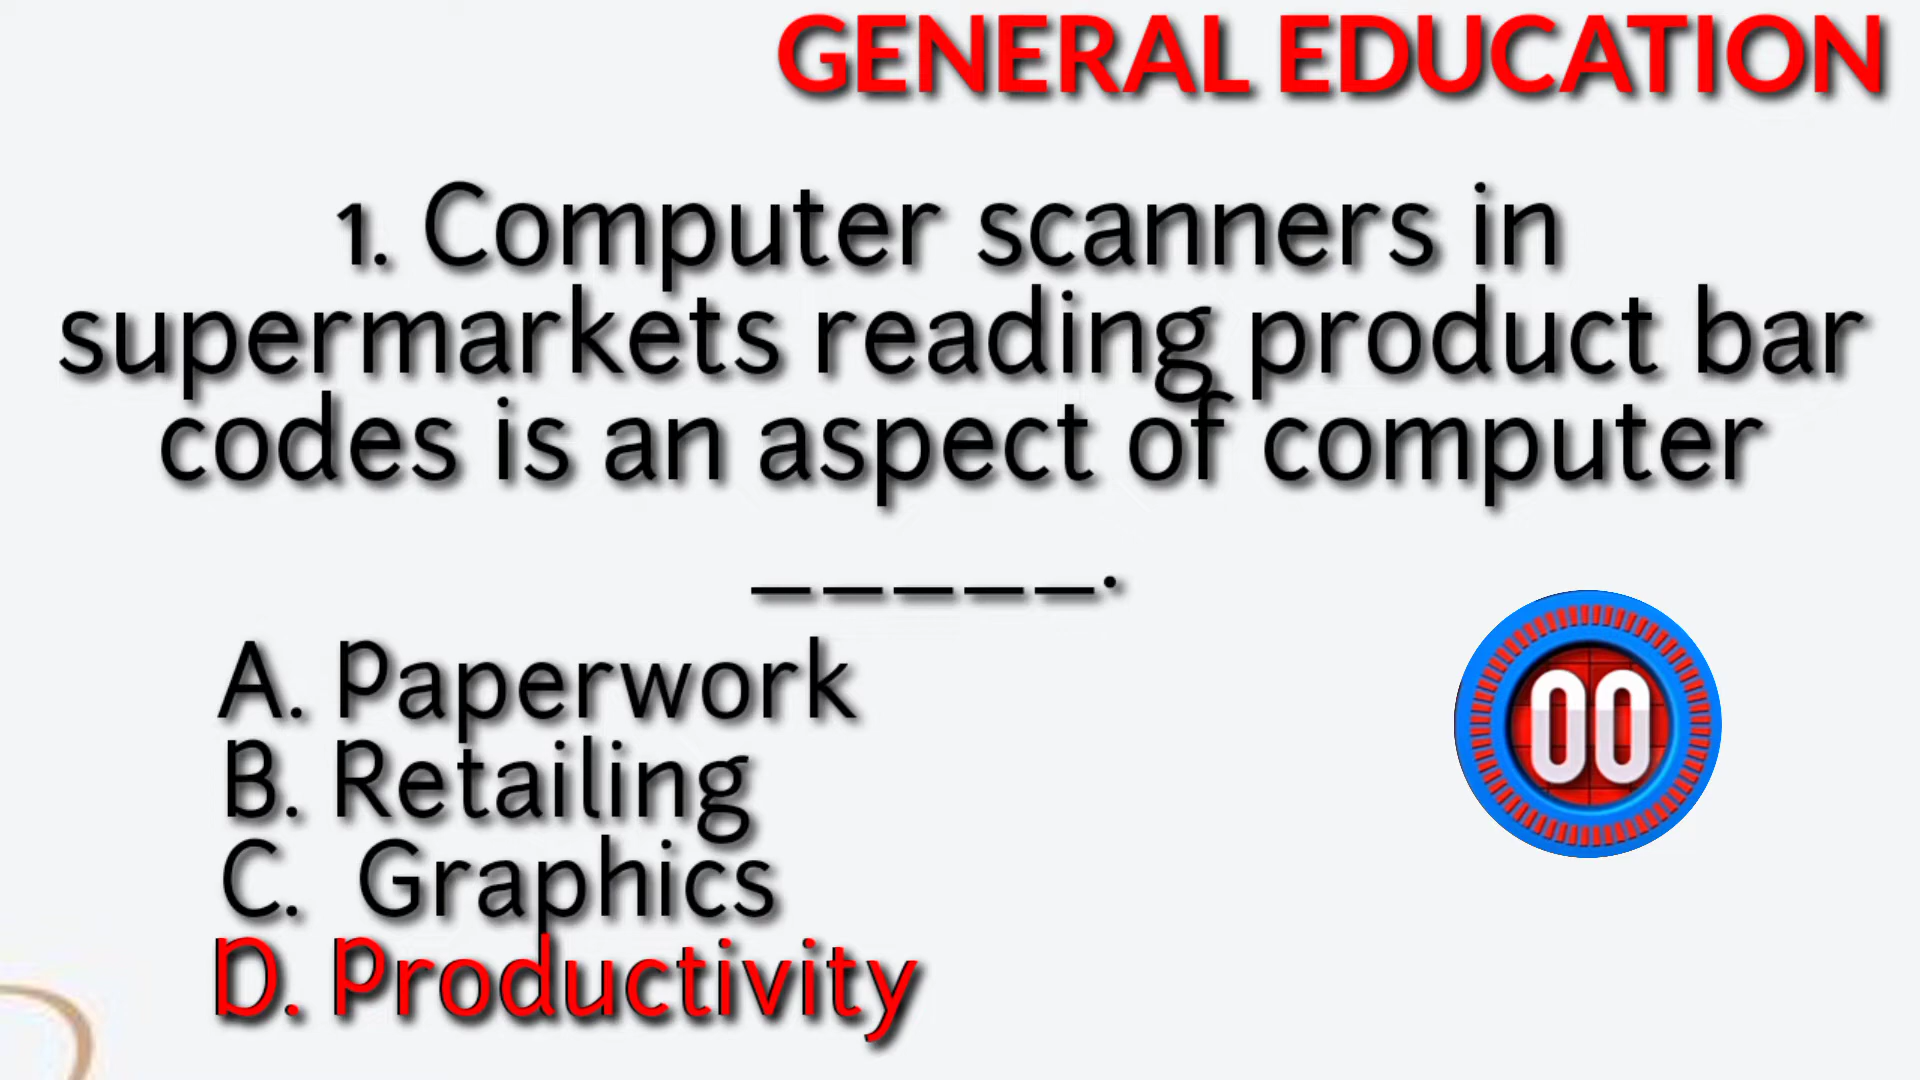 GENERAL EDUCATION
1. Computer scanners in
supermarkets reading product bar
codes is an aspect of computer
_____.
A. Paperwork
B. Retailing
00
C. Graphics
D. Productivity